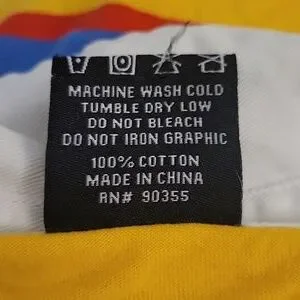 MACHINE WASH COLD
TUMBLE DRY LOW
DO NOT BLEACH
DO NOT IRON GRAPHIC
100% COTTON
MADE IN CHINA
RN# 90355